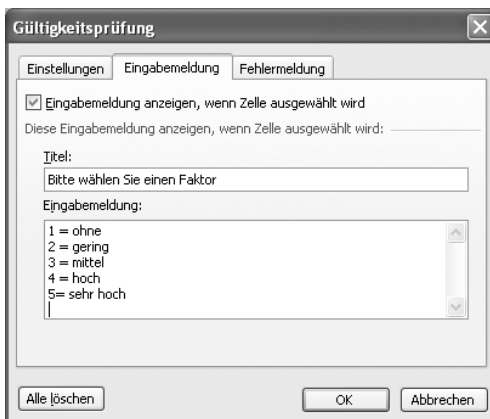 Gültigkeitsprüfung
Einstellungen Eingabemeldung Fehlermeldung
Eingabemeldung anzeigen, wenn Zelle ausgewählt wird
Diese Eingabemeldung anzeigen, wenn Zelle ausgewählt wird:
Titel:
Bitte wählen Sie einen Faktor
Eingabemeldung:
1 = ohne
2 = gering
3 = mittel
4 = hoch
5= sehr hoch
Alle löschen OK Abbrechen